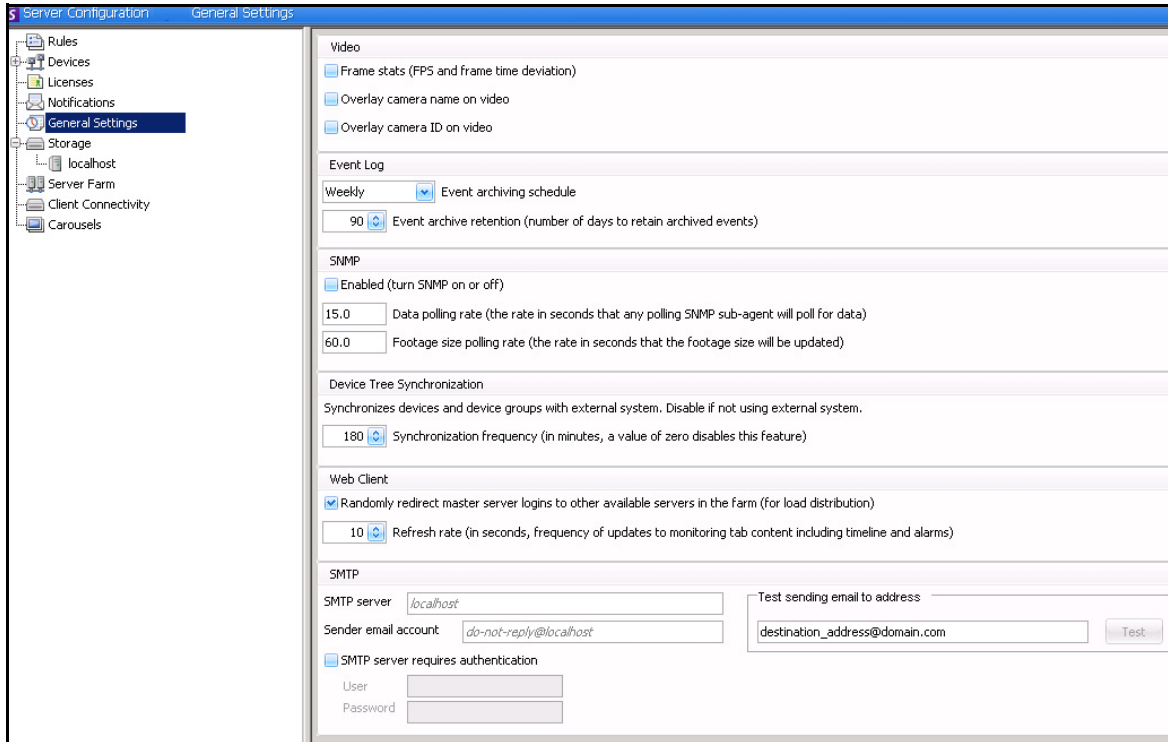 S Server Configuration General Settings
Rules
Devices
Licenses
Notifications
General Settings
Storage
localhost
Server Farm
Client Connectivity
Carousels
Video
Frame stats (FPS and frame time deviation)
Overlay camera name on video
Overlay camera ID on video
Event Log
Weekly Event archiving schedule
90 Event archive retention (number of days to retain archived events)
SNMP
Enabled (turn SNMP on or off)
15.0 Data polling rate (the rate in seconds that any polling SNMP sub-agent will poll for data)
60.0 Footage size polling rate (the rate in seconds that the footage size will be updated)
Device Tree Synchronization
Synchronizes devices and device groups with external system. Disable if not using external system.
180 Synchronization frequency (in minutes, a value of zero disables this feature)
Web Client
Randomly redirect master server logins to other available servers in the farm (for load distribution)
10 Refresh rate (in seconds, frequency of updates to monitoring tab content including timeline and alarms)
SMTP
SMTP server localhost
Sender email account do-not-reply@localhost
SMTP server requires authentication
User
Password
Test sending email to address
destination_address@domain.com Test